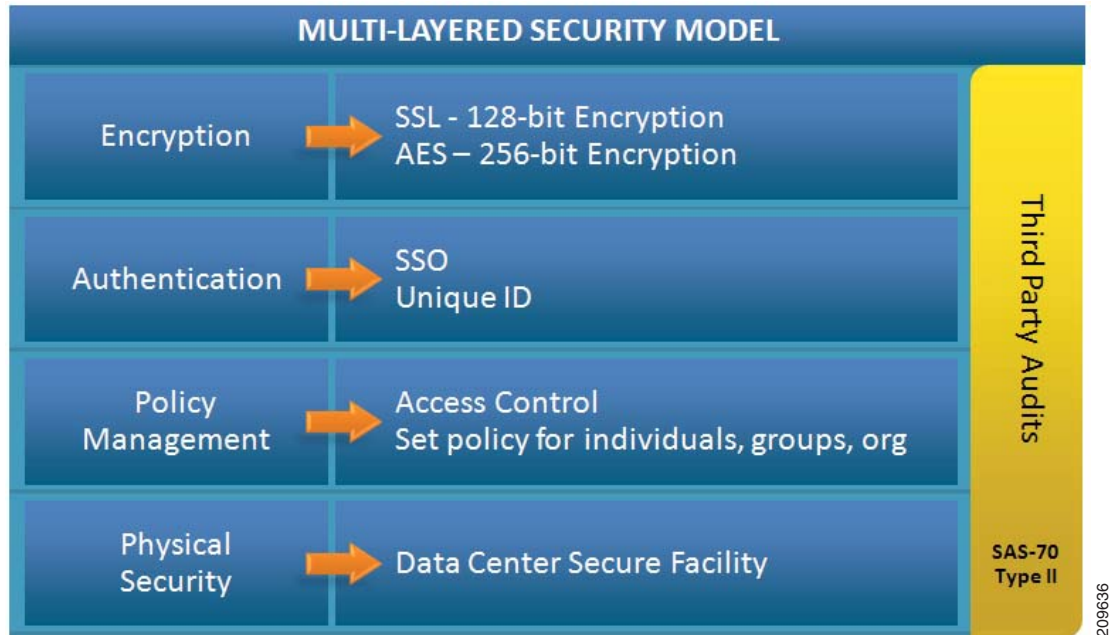 MULTI-LAYERED SECURITY MODEL
Encryption
SSL - 128-bit Encryption
AES – 256-bit Encryption
Authentication
SSO
Unique ID
Policy
Management
Access Control
Set policy for individuals, groups, org
Physical
Security
Data Center Secure Facility
Third Party Audits
SAS-70
Type II
209636